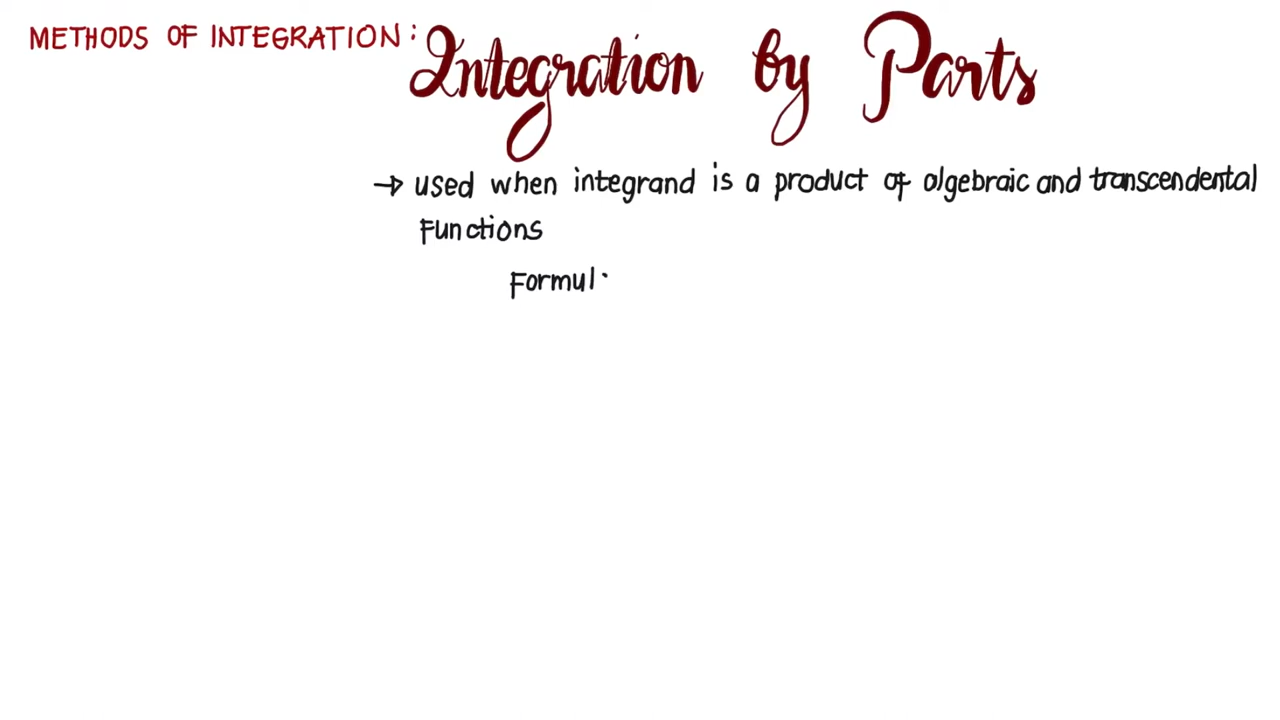 METHODS OF INTEGRATION:
Integration by Parts
→ used when integrand is a product of algebraic and transcendental
Functions
Formul